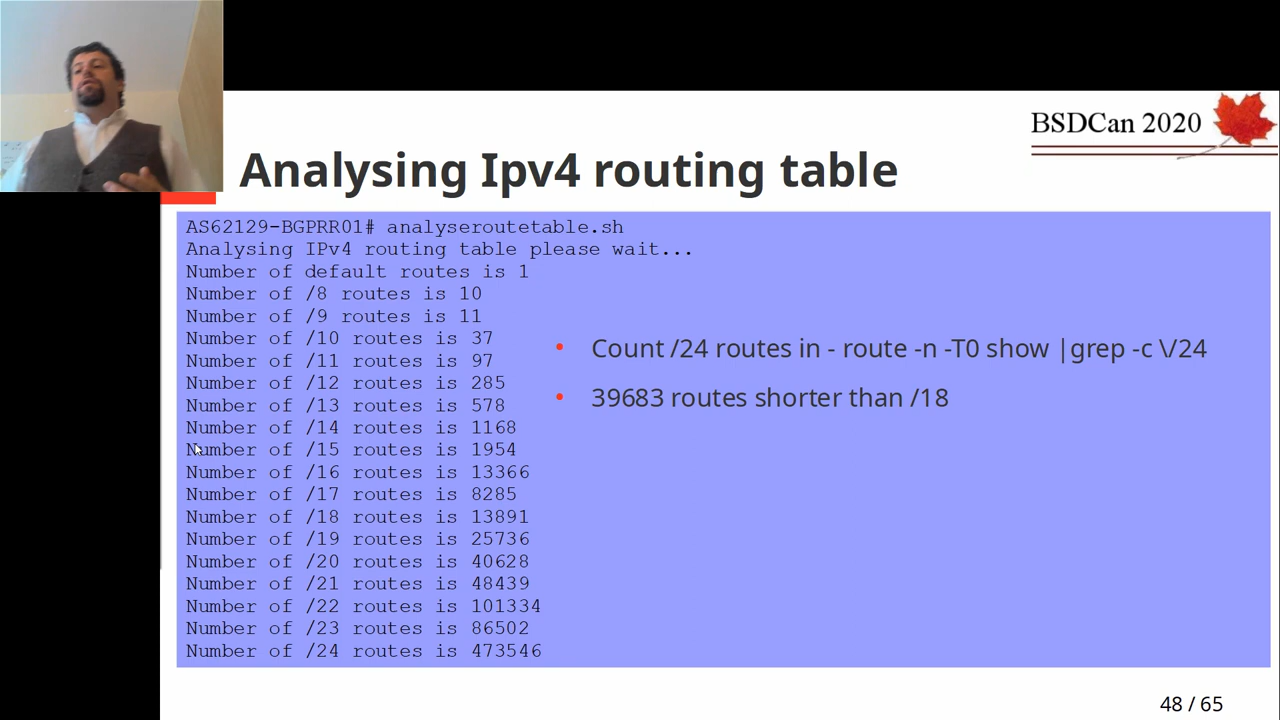 BSDCan 2020
Analysing Ipv4 routing table
AS62129-BGPRR01# analyseroutetable.sh
Analysing IPv4 routing table please wait...
Number of default routes is 1
Number of /8 routes is 10
Number of /9 routes is 11
Number of /10 routes is 37
Number of /11 routes is 97
Number of /12 routes is 285
Number of /13 routes is 578
Number of /14 routes is 1168
Number of /15 routes is 1954
Number of /16 routes is 13366
Number of /17 routes is 8285
Number of /18 routes is 13891
Number of /19 routes is 25736
Number of /20 routes is 40628
Number of /21 routes is 48439
Number of /22 routes is 101334
Number of /23 routes is 86502
Number of /24 routes is 473546
• Count /24 routes in - route -n -T0 show |grep -c \/24
• 39683 routes shorter than /18
48 / 65